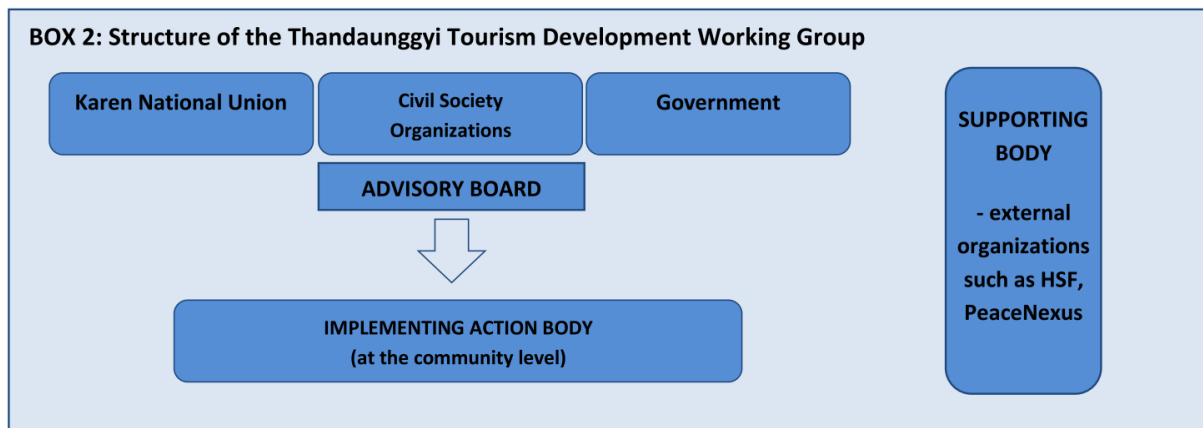 BOX 2: Structure of the Thandaunggyi Tourism Development Working Group
Karen National Union
Civil Society
Organizations
Government
ADVISORY BOARD
IMPLEMENTING ACTION BODY
(at the community level)
SUPPORTING
BODY
- external
organizations
such as HSF,
PeaceNexus